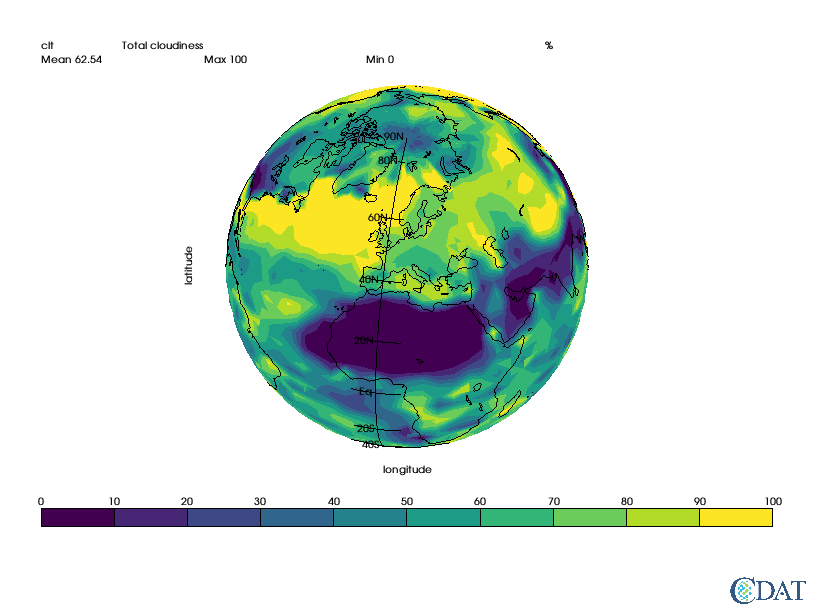 clt Total cloudiness %
Mean 62.54 Max 100 Min 0
90N
80N
60N
40N
20N
Eq
20S
40S
latitude
longitude
0 10 20 30 40 50 60 70 80 90 100
CDAT